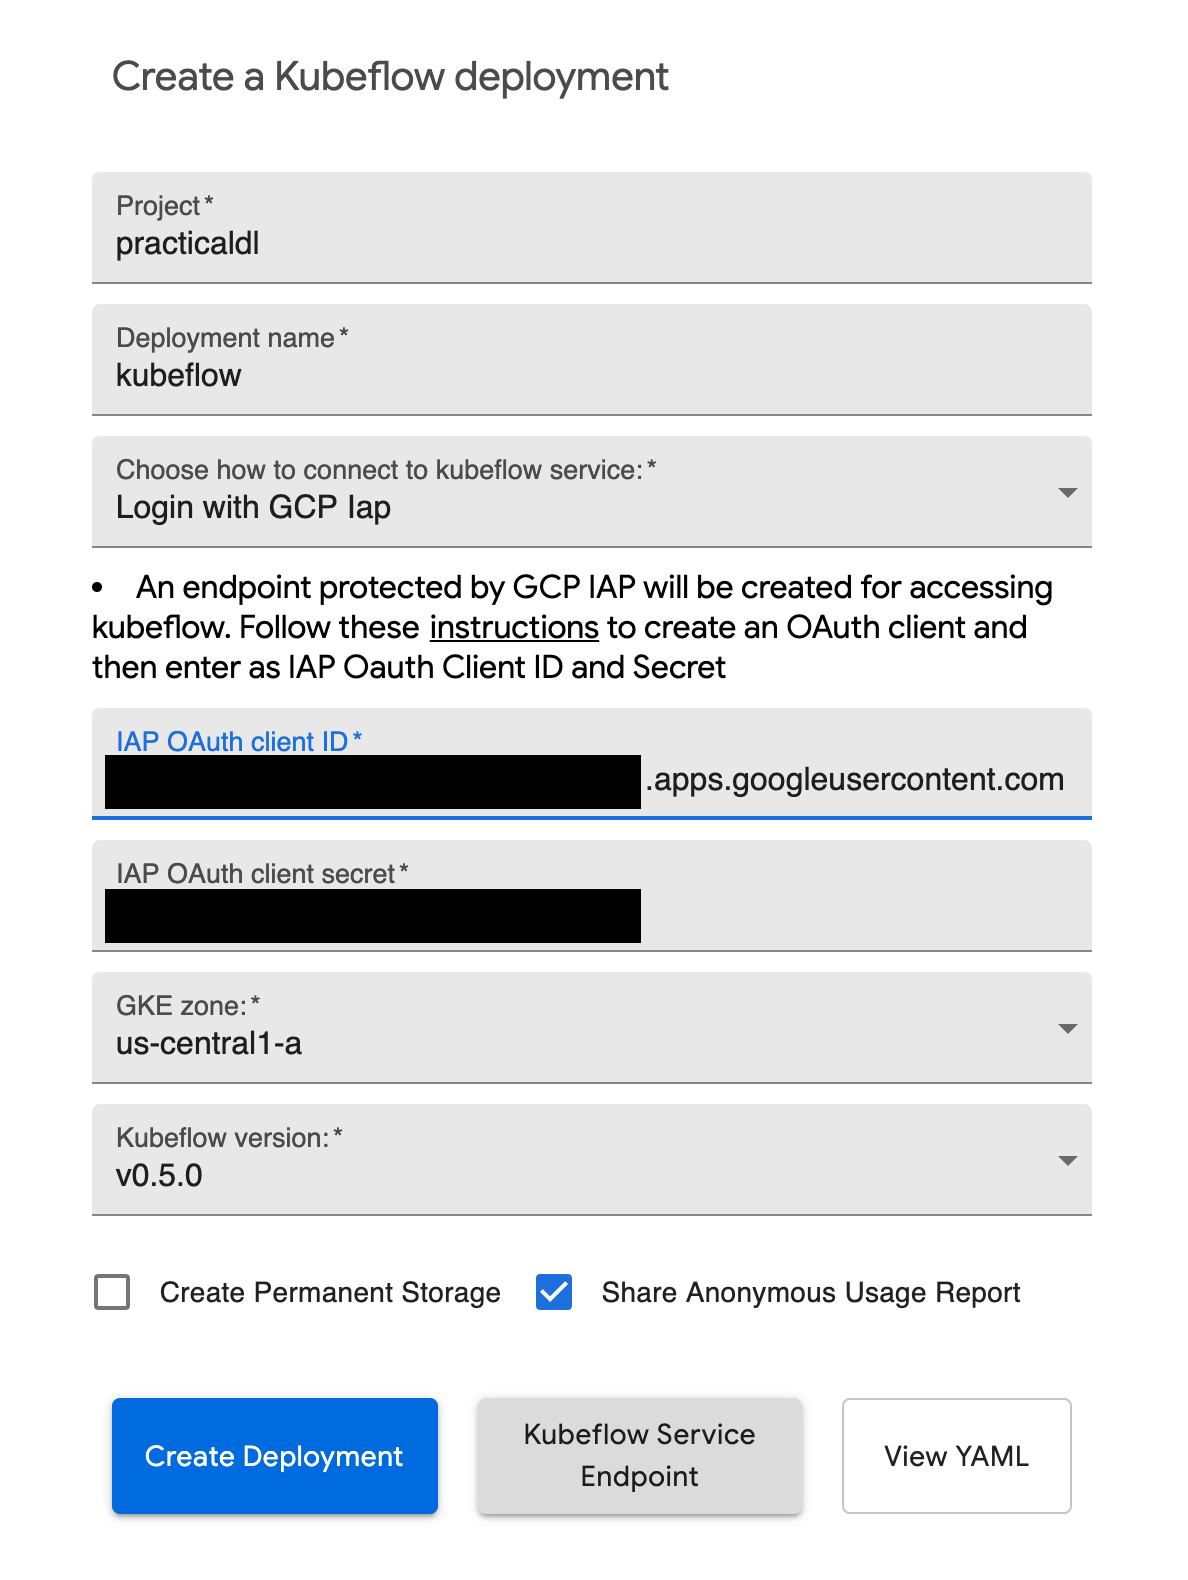 Create a Kubeflow deployment
Project *
practicaldl
Deployment name *
kubeflow
Choose how to connect to kubeflow service: *
Login with GCP Iap
• An endpoint protected by GCP IAP will be created for accessing
kubeflow. Follow these instructions to create an OAuth client and
then enter as IAP Oauth Client ID and Secret
IAP OAuth client ID *
.apps.googleusercontent.com
IAP OAuth client secret *
GKE zone: *
us-central1-a
Kubeflow version: *
v0.5.0
Create Permanent Storage Share Anonymous Usage Report
Create Deployment
Kubeflow Service
Endpoint
View YAML